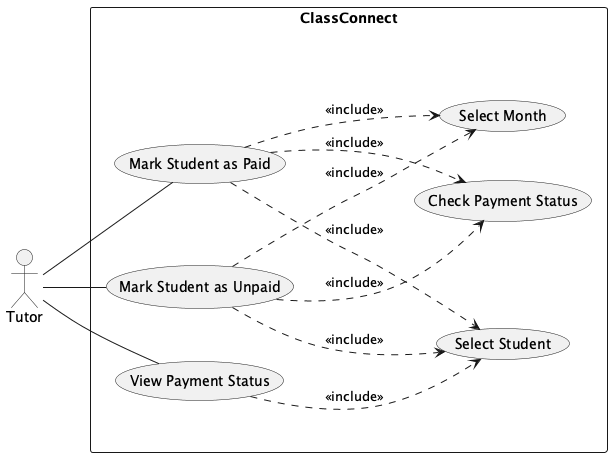 ClassConnect
«include»
Select Month
«include»
Mark Student as Paid
«include»
Check Payment Status
«include»
Mark Student as Unpaid
«include»
Tutor
«include»
Select Student
View Payment Status
«include»